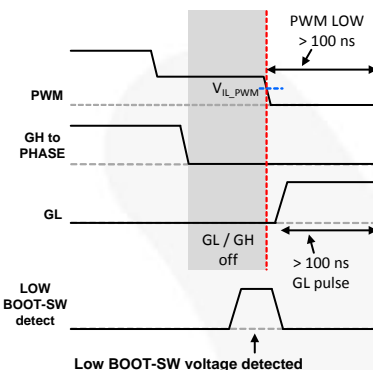 PWM LOW
> 100 ns
V_IL_PWM
PWM
GH to
PHASE
GL
GL / GH
off
> 100 ns
GL pulse
LOW
BOOT-SW
detect
Low BOOT-SW voltage detected